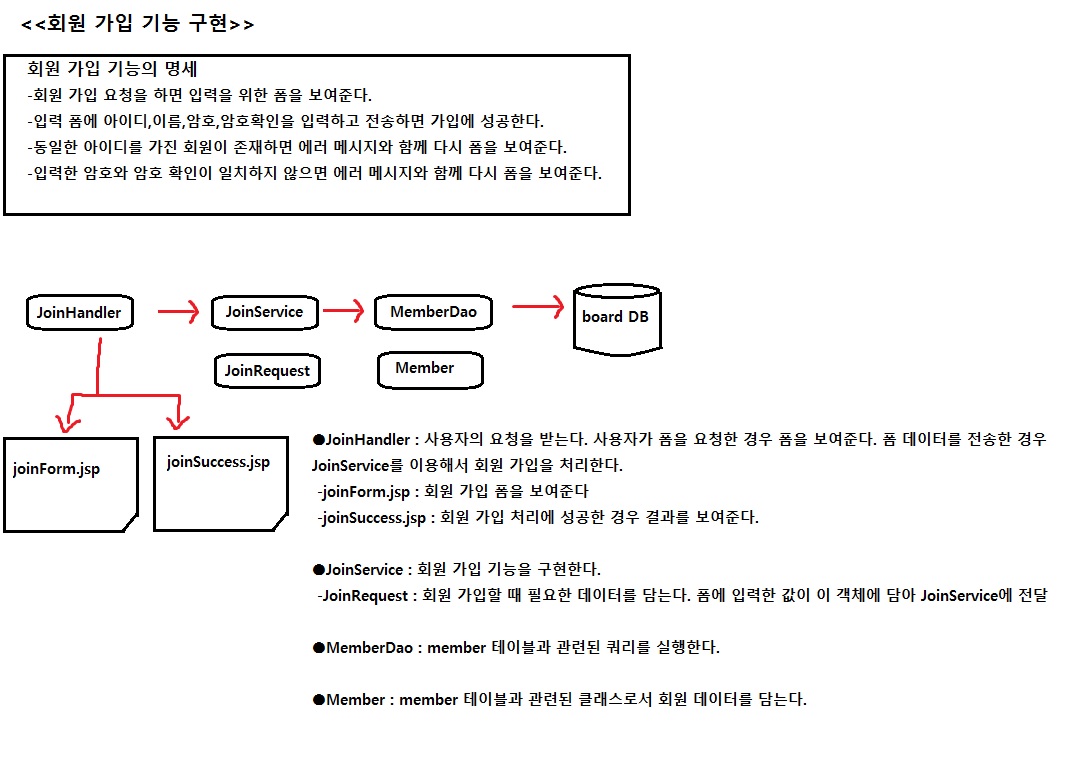 <<회원 가입 기능 구현>>
회원 가입 기능의 명세
-회원 가입 요청을 하면 입력을 위한 폼을 보여준다.
-입력 폼에 아이디,이름,암호,암호확인을 입력하고 전송하면 가입에 성공한다.
-동일한 아이디를 가진 회원이 존재하면 에러 메시지와 함께 다시 폼을 보여준다.
-입력한 암호와 암호 확인이 일치하지 않으면 에러 메시지와 함께 다시 폼을 보여준다.
JoinHandler
JoinService
MemberDao
board DB
JoinRequest
Member
joinForm.jsp
joinSuccess.jsp
●JoinHandler : 사용자의 요청을 받는다. 사용자가 폼을 요청한 경우 폼을 보여준다. 폼 데이터를 전송한 경우
JoinService를 이용해서 회원 가입을 처리한다.
-joinForm.jsp : 회원 가입 폼을 보여준다
-joinSuccess.jsp : 회원 가입 처리에 성공한 경우 결과를 보여준다.
●JoinService : 회원 가입 기능을 구현한다.
-JoinRequest : 회원 가입할 때 필요한 데이터를 담는다. 폼에 입력한 값이 이 객체에 담아 JoinService에 전달
●MemberDao : member 테이블과 관련된 쿼리를 실행한다.
●Member : member 테이블과 관련된 클래스로서 회원 데이터를 담는다.